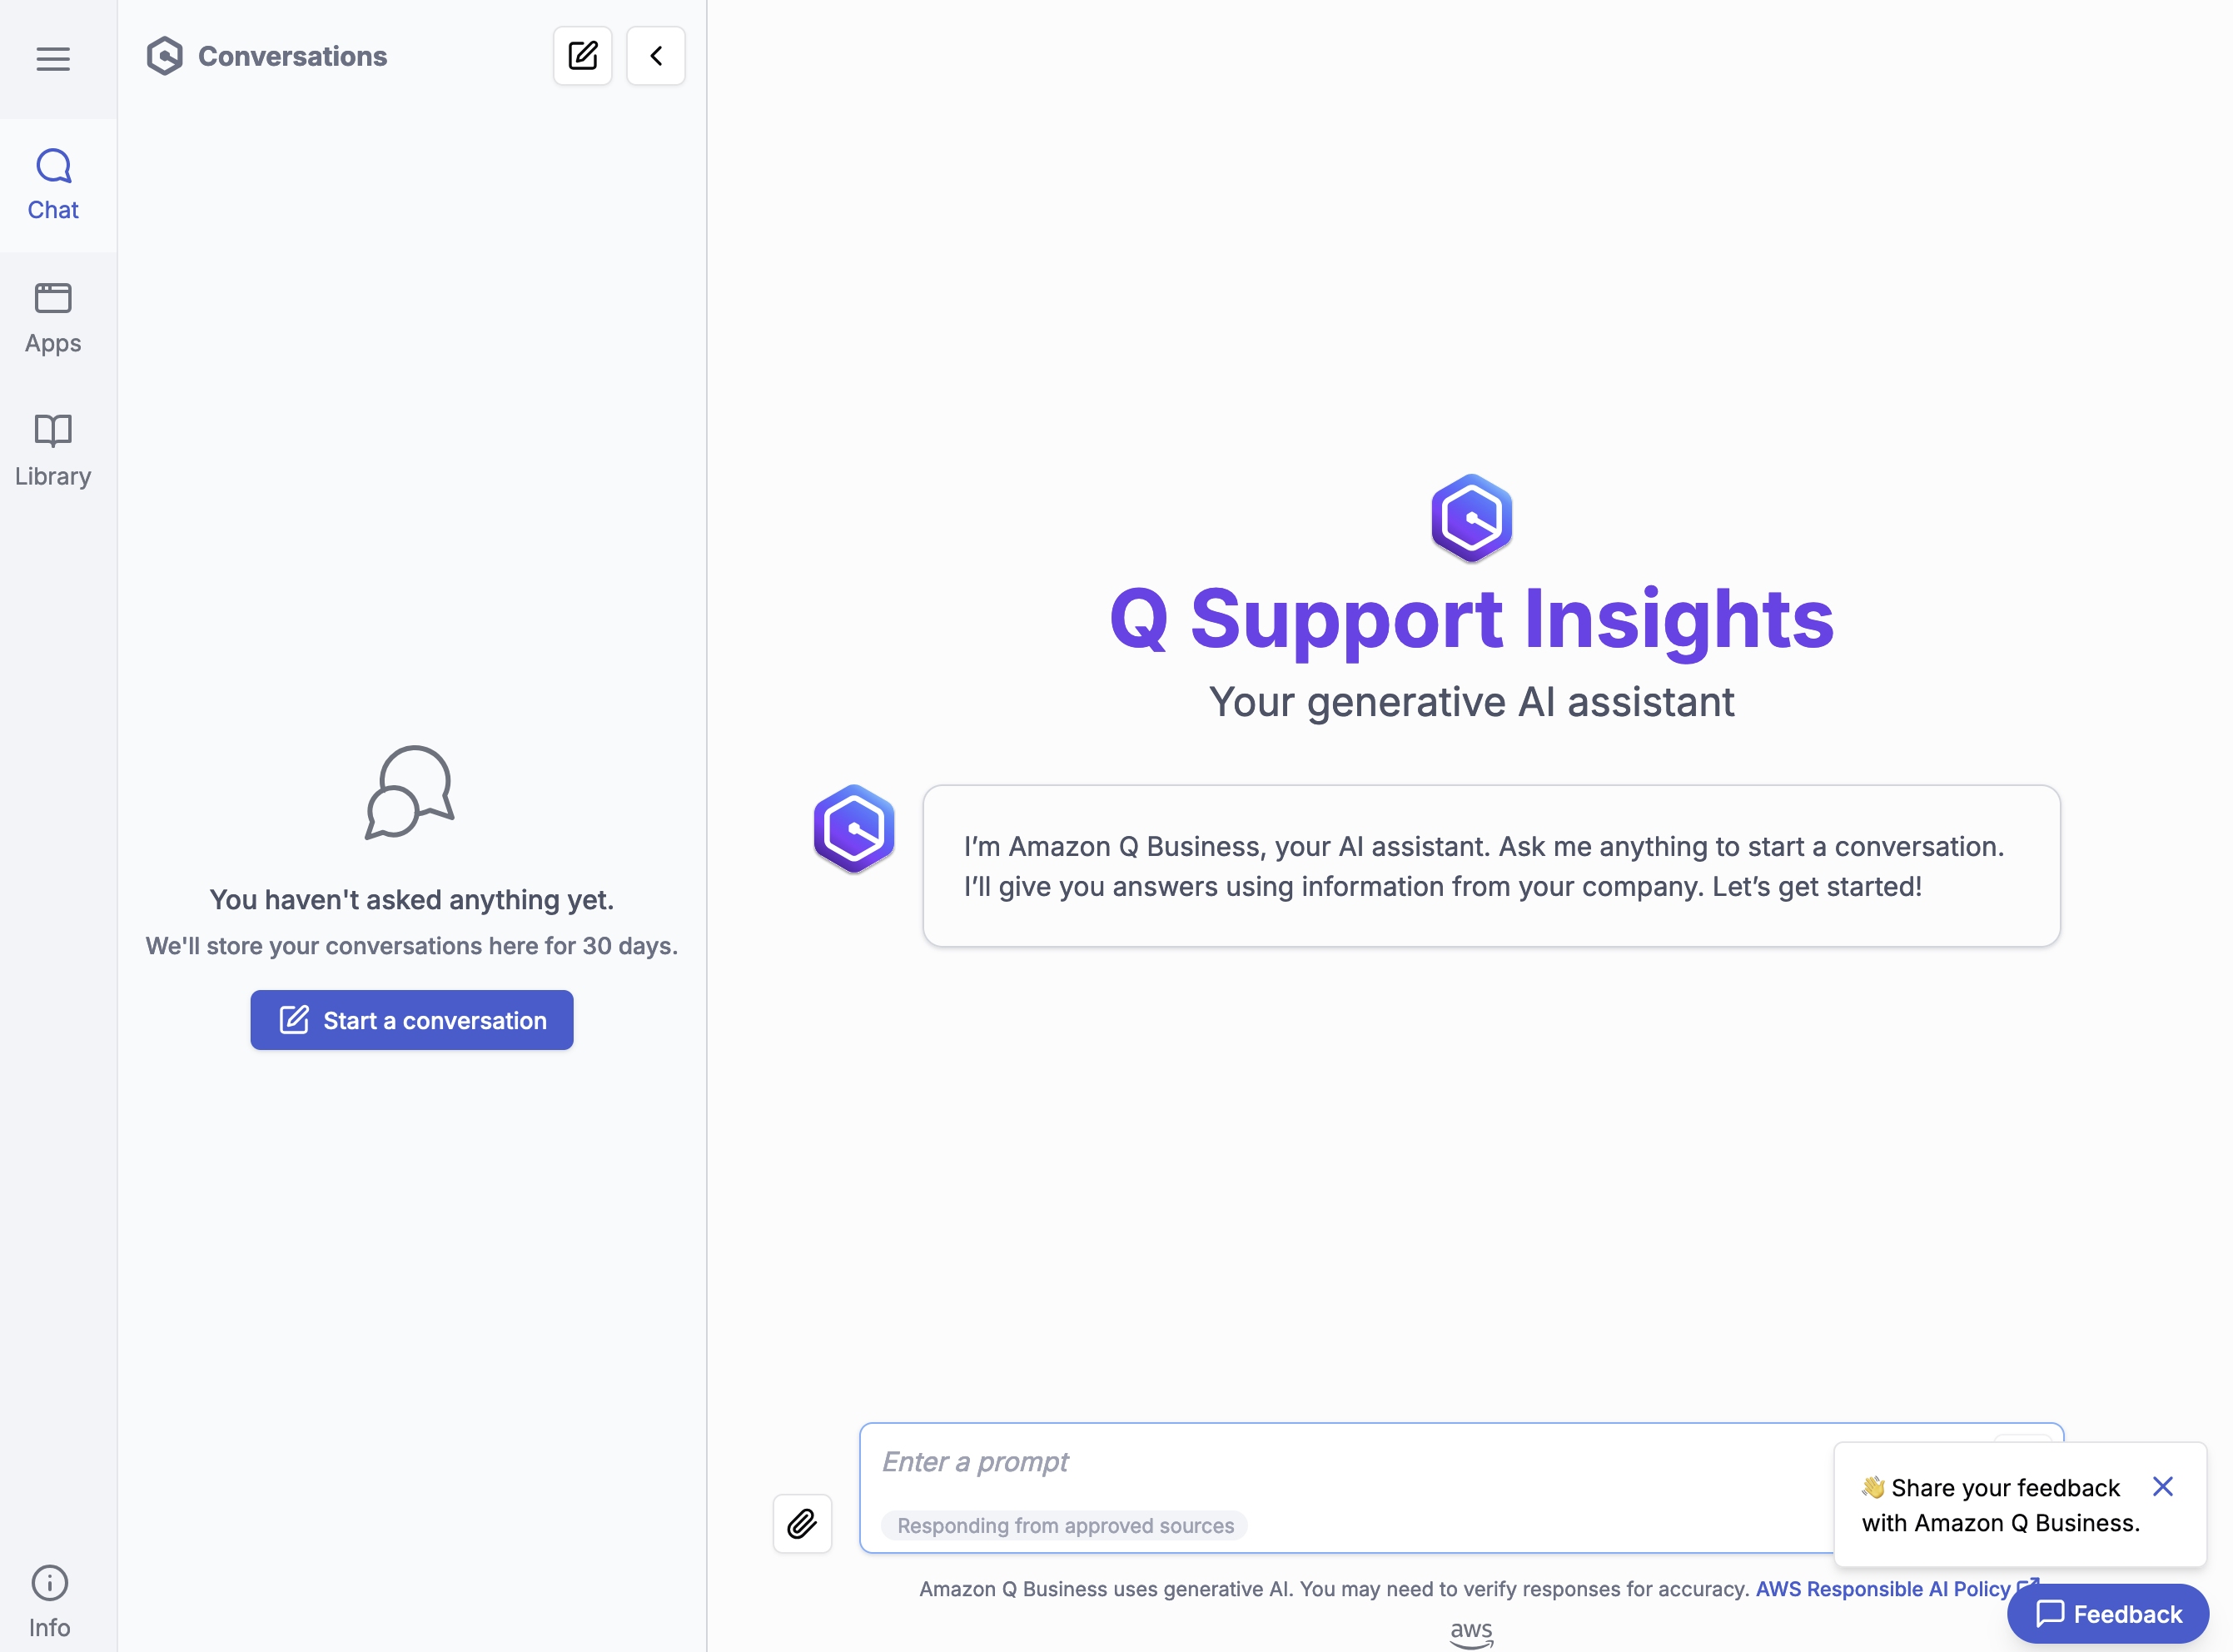 Conversations
Chat
Apps
Library
You haven't asked anything yet.
We'll store your conversations here for 30 days.
Start a conversation
Info
Q Support Insights
Your generative AI assistant
I’m Amazon Q Business, your AI assistant. Ask me anything to start a conversation.
I’ll give you answers using information from your company. Let’s get started!
Enter a prompt
Responding from approved sources
👋 Share your feedback
with Amazon Q Business.
Amazon Q Business uses generative AI. You may need to verify responses for accuracy. AWS Responsible AI Policy
Feedback
aws